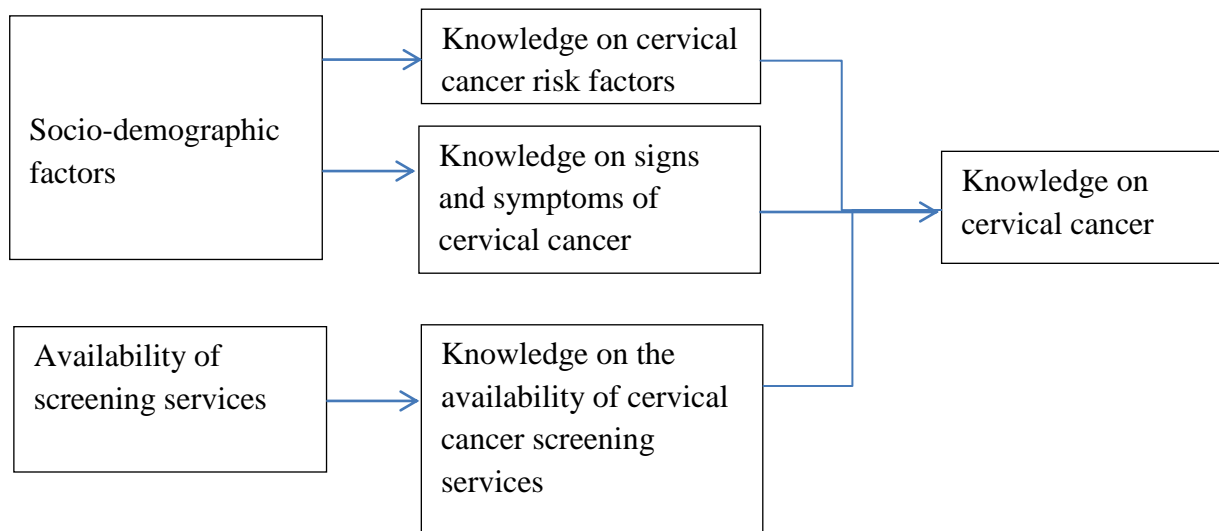 Socio-demographic
factors
Availability of
screening services
Knowledge on cervical
cancer risk factors
Knowledge on signs
and symptoms of
cervical cancer
Knowledge on the
availability of cervical
cancer screening
services
Knowledge on
cervical cancer